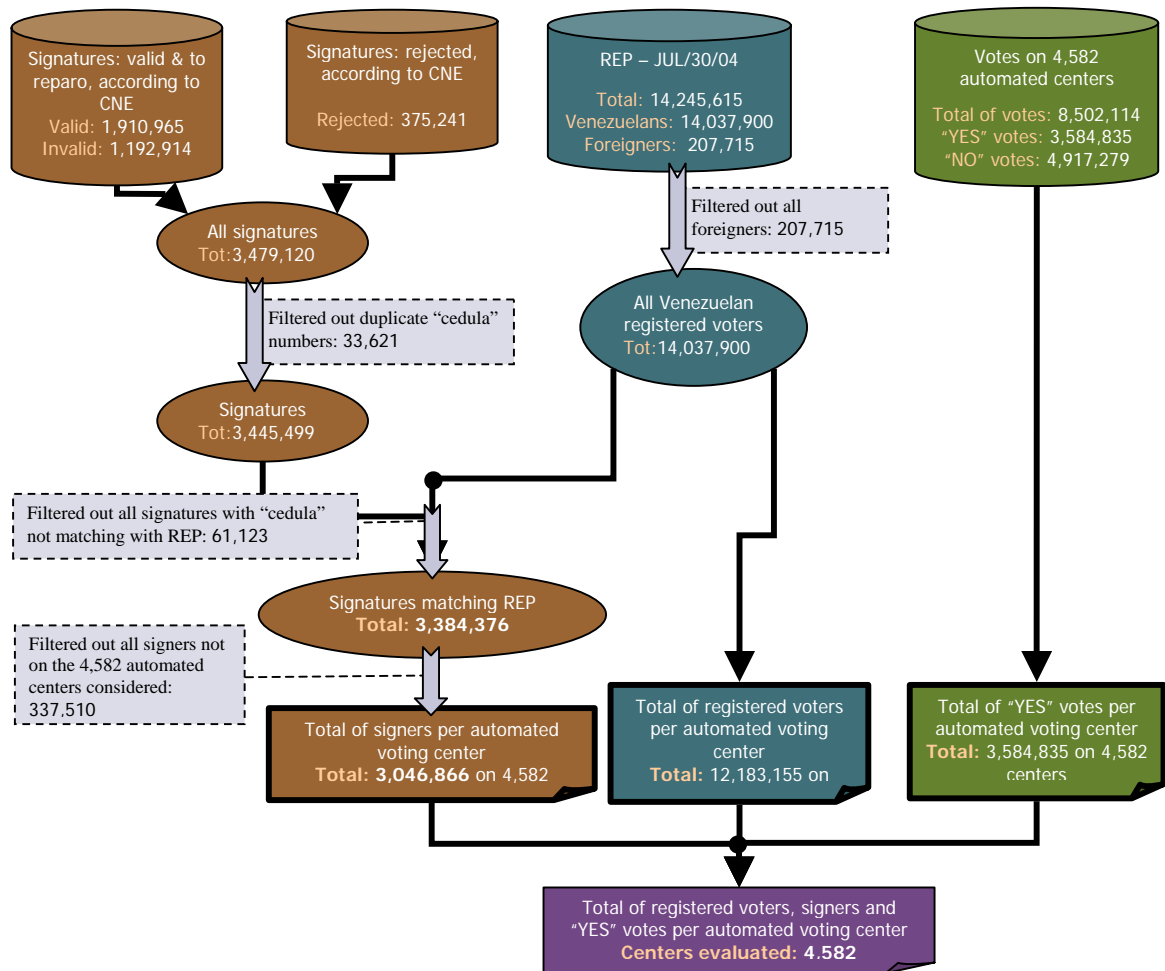 Signatures: valid & to
reparo, according to
CNE
Valid: 1,910,965
Invalid: 1,192,914
Signatures: rejected,
according to CNE
Rejected: 375,241
REP – JUL/30/04
Total: 14,245,615
Venezuelans: 14,037,900
Foreigners: 207,715
Votes on 4,582
automated centers
Total of votes: 8,502,114
"YES" votes: 3,584,835
"NO" votes: 4,917,279
Filtered out all
foreigners: 207,715
All signatures
Tot:3,479,120
Filtered out duplicate “cedula”
numbers: 33,621
All Venezuelan
registered voters
Tot:14,037,900
Signatures
Tot:3,445,499
Filtered out all signatures with “cedula”
not matching with REP: 61,123
Signatures matching REP
Total: 3,384,376
Filtered out all signers not
on the 4,582 automated
centers considered:
337,510
Total of signers per automated
voting center
Total: 3,046,866 on 4,582
Total of registered voters
per automated voting
center
Total: 12,183,155 on
Total of "YES" votes per
automated voting center
Total: 3,584,835 on 4,582
centers
Total of registered voters, signers and
"YES" votes per automated voting center
Centers evaluated: 4.582